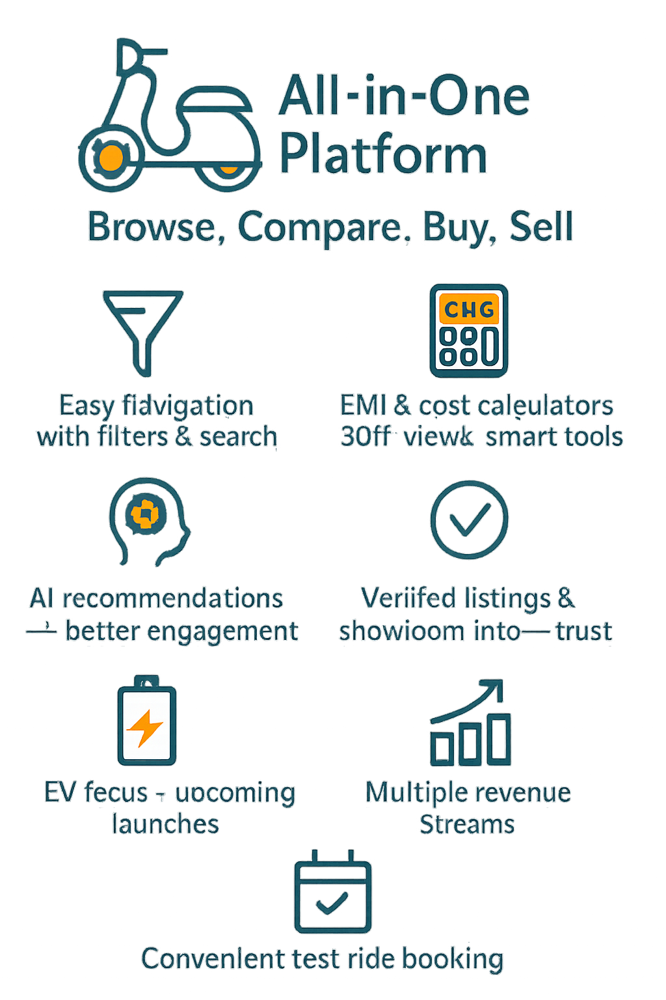 All-in-One
Platform
Browse, Compare. Buy, Sell
CHG
Easy fidvigation
with filters & search
EMI & cost caleulators
30ff viewk smart tools
AI recommendations
— better engagement
Veriifed listings &
showioom into— trust
EV fecus - upcoming
launches
Multiple revenue
Streams
Convenlent test ride booking